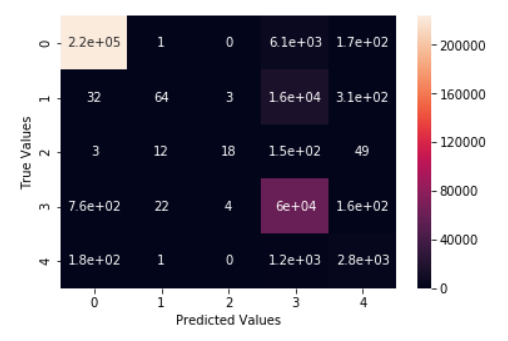 0 2.2e+05 1 0 6.1e+03 1.7e+02
1 32 64 3 1.6e+04 3.1e+02
2 3 12 18 1.5e+02 49
3 7.6e+02 22 4 6e+04 1.6e+02
4 1.8e+02 1 0 1.2e+03 2.8e+03
True Values
0 1 2 3 4
Predicted Values
200000
160000
120000
80000
40000
0